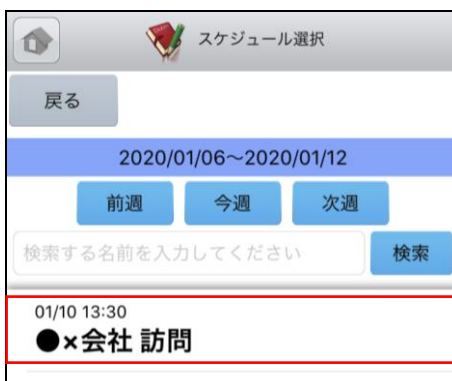 スケジュール選択
戻る
2020/01/06～2020/01/12
前週 今週 次週
検索する名前を入力してください 検索
01/10 13:30
●×会社 訪問